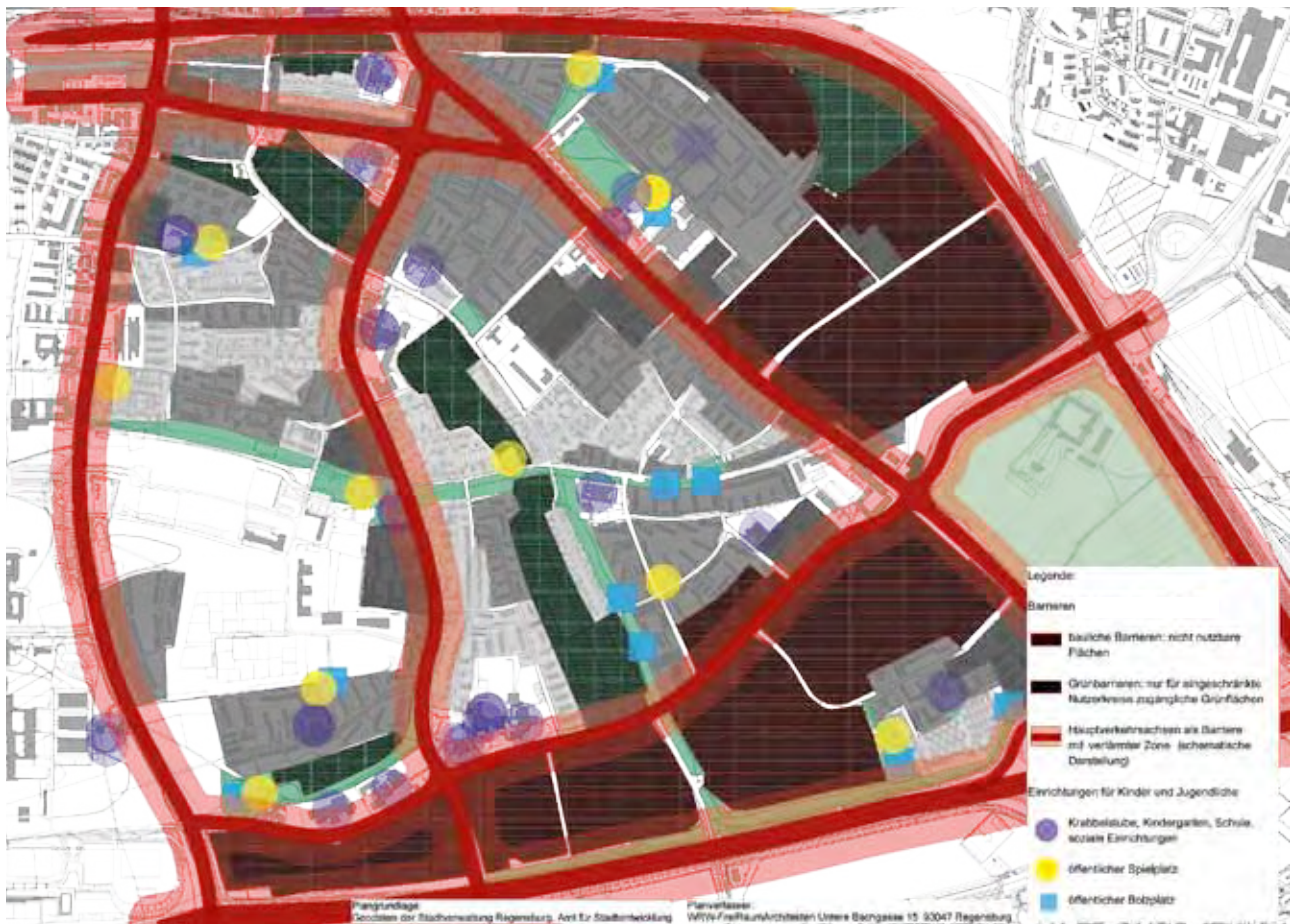 Legende:
Barrieren
bauliche Barrieren: nicht nutzbare
Flächen
Grünbarrieren: nur für eingeschränkte
Nutzerkreise zugängliche Grünflächen
Hauptverkehrsachsen als Barriere
mit verlärmter Zone (schematische
Darstellung)
Einrichtungen für Kinder und Jugendliche
Krabbelstube, Kindergarten, Schule,
soziale Einrichtungen
öffentlicher Spielplatz
öffentlicher Bolzplatz
Plangrundlage:
Geodaten der Stadtverwaltung Regensburg, Amt für Stadtentwicklung
Planverfasser:
WRW-FreiRaumArchitekten Untere Bachgasse 15 93047 Regensburg